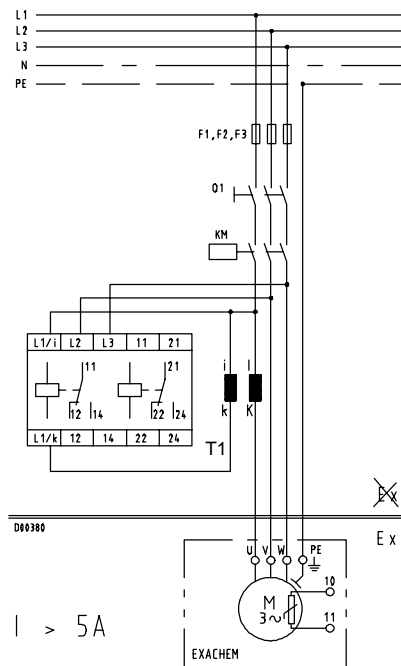 L1
L2
L3
N
PE
F1,F2,F3
Q1
KM
L1/i L2 L3 11 21
11 21
12 14 22 24
L1/k 12 14 22 24
i l
k K
T1
Ex
D00380
Ex
U V W PE
10
M
3~
11
I > 5A
EXACHEM